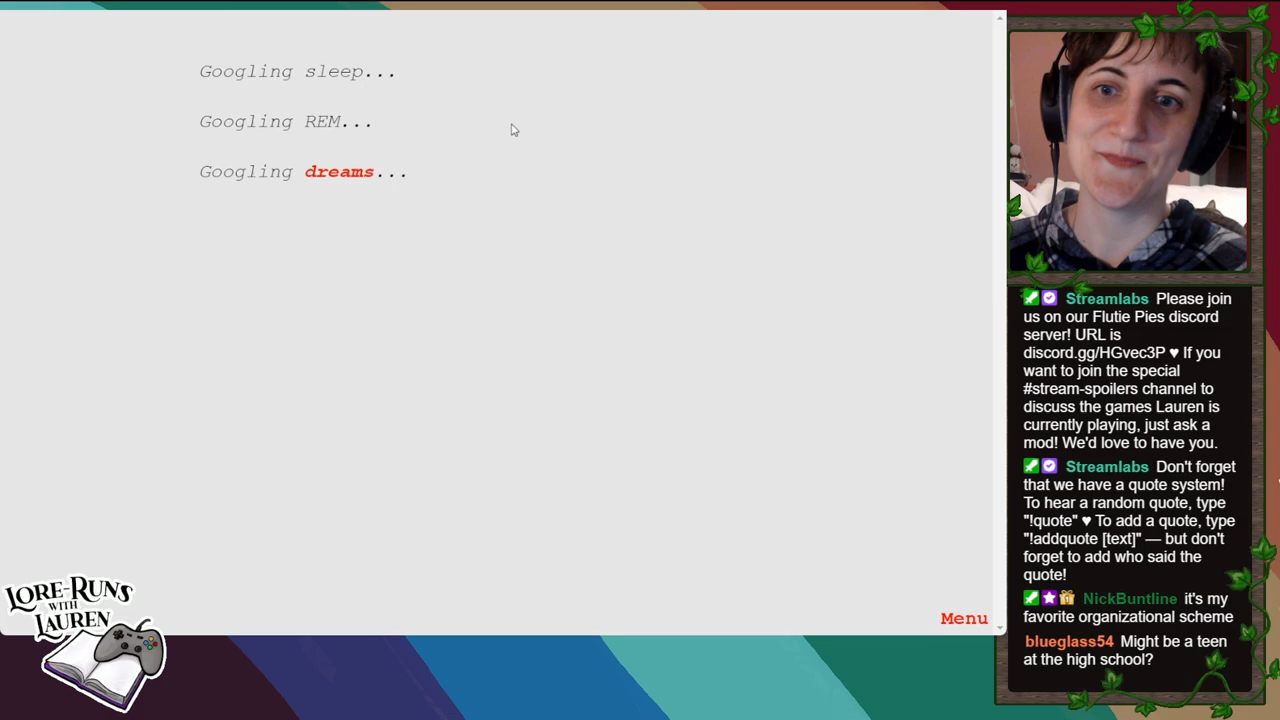 Googling sleep...
Googling REM...
Googling dreams...
Menu
LORE-RUNS
WITH
LAUREN
Streamlabs Please join
us on our Flutie Pies discord
server! URL is
discord.gg/HGvec3P ♥ If you
want to join the special
#stream-spoilers channel to
discuss the games Lauren is
currently playing, just ask a
mod! We'd love to have you.
Streamlabs Don't forget
that we have a quote system!
To hear a random quote, type
"!quote" ♥ To add a quote, type
"!addquote [text]" — but don't
forget to add who said the
quote!
NickBuntline it's my
favorite organizational scheme
blueglass54 Might be a teen
at the high school?